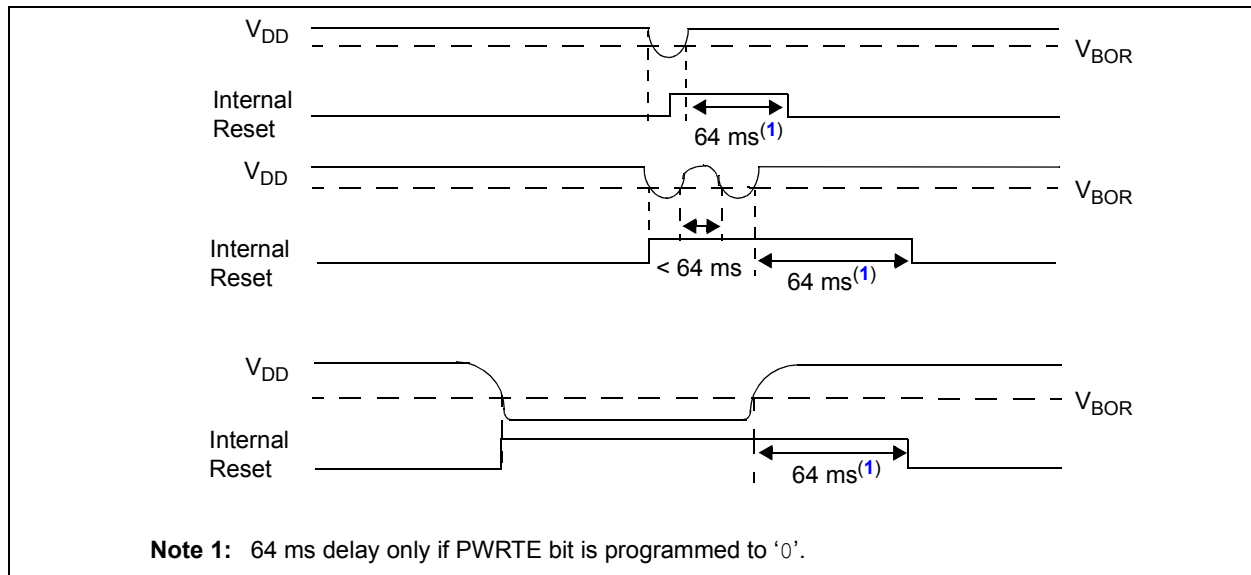 VDD
VBOR
Internal
Reset
64 ms(1)
VDD
VBOR
Internal
Reset
< 64 ms
64 ms(1)
VDD
VBOR
Internal
Reset
64 ms(1)
Note 1: 64 ms delay only if PWRTE bit is programmed to ‘0’.